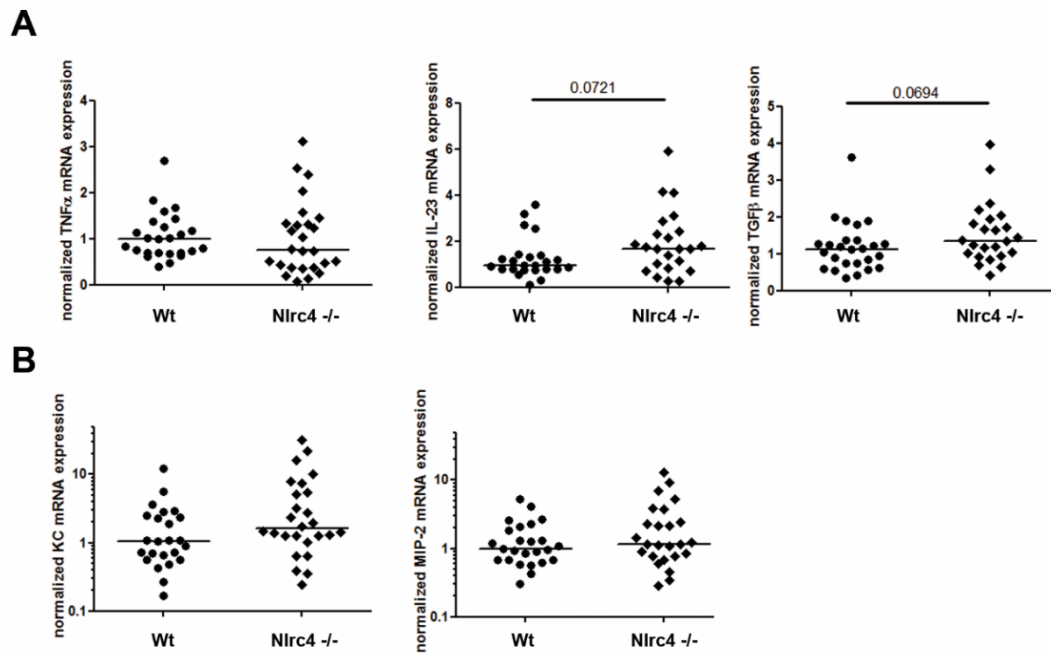 A
normalized TNFα mRNA expression
4
3
2
1
0
Wt
Nlrc4 -/-
0.0721
normalized IL-23 mRNA expression
8
6
4
2
0
Wt
Nlrc4 -/-
0.0694
normalized TGFβ mRNA expression
5
4
3
2
1
0
Wt
Nlrc4 -/-
B
normalized KC mRNA expression
10
1
0.1
Wt
Nlrc4 -/-
normalized MIP-2 mRNA expression
10
1
0.1
Wt
Nlrc4 -/-